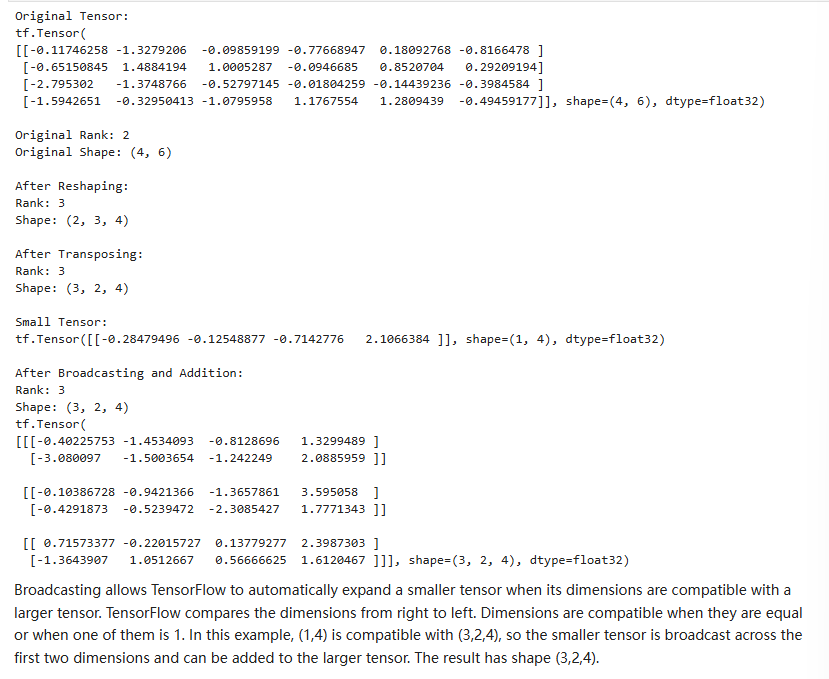 Original Tensor:
tf.Tensor(
[[-0.11746258 -1.3279206  -0.09859199 -0.77668947  0.18092768 -0.8166478 ]
 [-0.65150845  1.4884194   1.0005287  -0.0946685   0.8520704   0.29209194]
 [-2.795302   -1.3748766  -0.52797145 -0.01804259 -0.14439236 -0.3984584 ]
 [-1.5942651  -0.32950413 -1.0795958   1.1767554   1.2809439  -0.49459177]], shape=(4, 6), dtype=float32)
Original Rank: 2
Original Shape: (4, 6)
After Reshaping:
Rank: 3
Shape: (2, 3, 4)
After Transposing:
Rank: 3
Shape: (3, 2, 4)
Small Tensor:
tf.Tensor([[-0.28479496 -0.12548877 -0.7142776   2.1066384 ]], shape=(1, 4), dtype=float32)
After Broadcasting and Addition:
Rank: 3
Shape: (3, 2, 4)
tf.Tensor(
[[[-0.40225753 -1.4534093  -0.8128696   1.3299489 ]
  [-3.080097   -1.5003654  -1.242249    2.0885959 ]]
 [[-0.10386728 -0.9421366  -1.3657861   3.595058  ]
  [-0.4291873  -0.5239472  -2.3085427   1.7771343 ]]
 [[ 0.71573377 -0.22015727  0.13779277  2.3987303 ]
  [-1.3643907   1.0512667   0.56666625  1.6120467 ]]], shape=(3, 2, 4), dtype=float32)
Broadcasting allows TensorFlow to automatically expand a smaller tensor when its dimensions are compatible with a
larger tensor. TensorFlow compares the dimensions from right to left. Dimensions are compatible when they are equal
or when one of them is 1. In this example, (1,4) is compatible with (3,2,4), so the smaller tensor is broadcast across the
first two dimensions and can be added to the larger tensor. The result has shape (3,2,4).